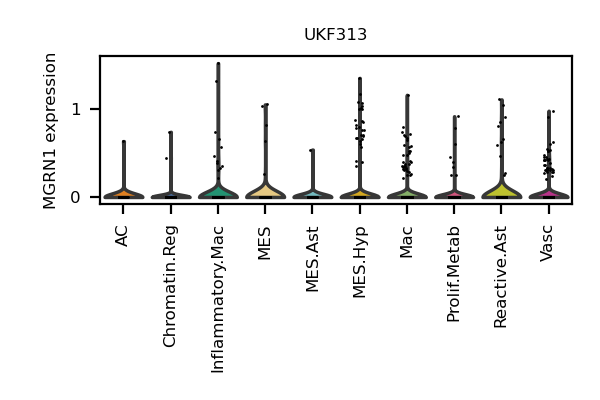 UKF313
MGRN1 expression
1
0
AC
Chromatin.Reg
Inflammatory.Mac
MES
MES.Ast
MES.Hyp
Mac
Prolif.Metab
Reactive.Ast
Vasc